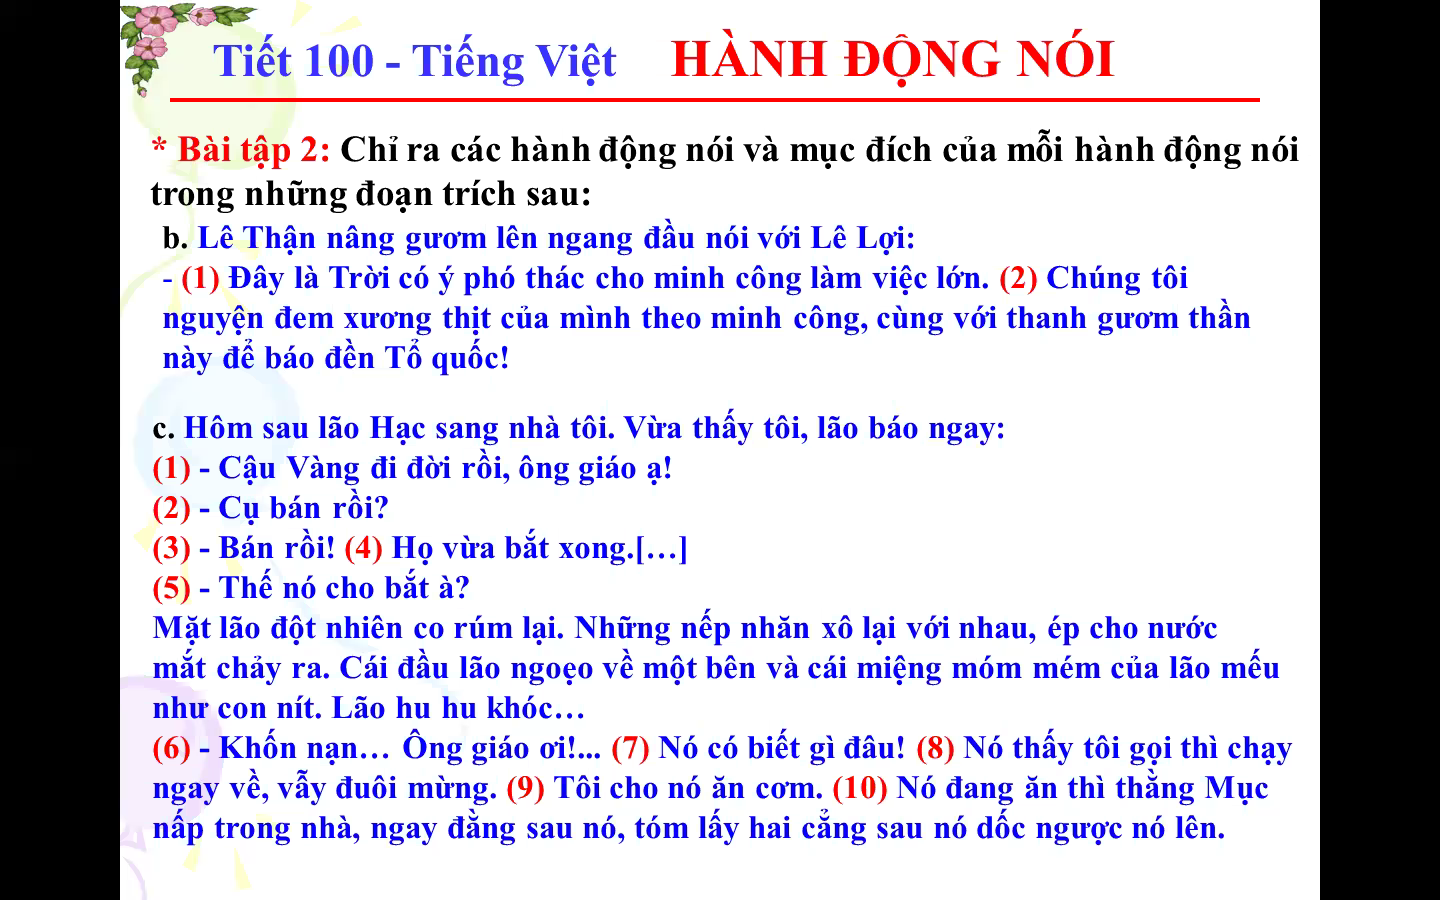 Tiết 100 - Tiếng Việt HÀNH ĐỘNG NÓI
* Bài tập 2: Chỉ ra các hành động nói và mục đích của mỗi hành động nói
trong những đoạn trích sau:
b. Lê Thận nâng gươm lên ngang đầu nói với Lê Lợi:
- (1) Đây là Trời có ý phó thác cho minh công làm việc lớn. (2) Chúng tôi
nguyện đem xương thịt của mình theo minh công, cùng với thanh gươm thần
này để báo đền Tổ quốc!
c. Hôm sau lão Hạc sang nhà tôi. Vừa thấy tôi, lão báo ngay:
(1) - Cậu Vàng đi đời rồi, ông giáo ạ!
(2) - Cụ bán rồi?
(3) - Bán rồi! (4) Họ vừa bắt xong.[…]
(5) - Thế nó cho bắt à?
Mặt lão đột nhiên co rúm lại. Những nếp nhăn xô lại với nhau, ép cho nước
mắt chảy ra. Cái đầu lão ngoẹo về một bên và cái miệng móm mém của lão mếu
như con nít. Lão hu hu khóc…
(6) - Khốn nạn… Ông giáo ơi!... (7) Nó có biết gì đâu! (8) Nó thấy tôi gọi thì chạy
ngay về, vẫy đuôi mừng. (9) Tôi cho nó ăn cơm. (10) Nó đang ăn thì thằng Mục
nấp trong nhà, ngay đằng sau nó, tóm lấy hai cẳng sau nó dốc ngược nó lên.